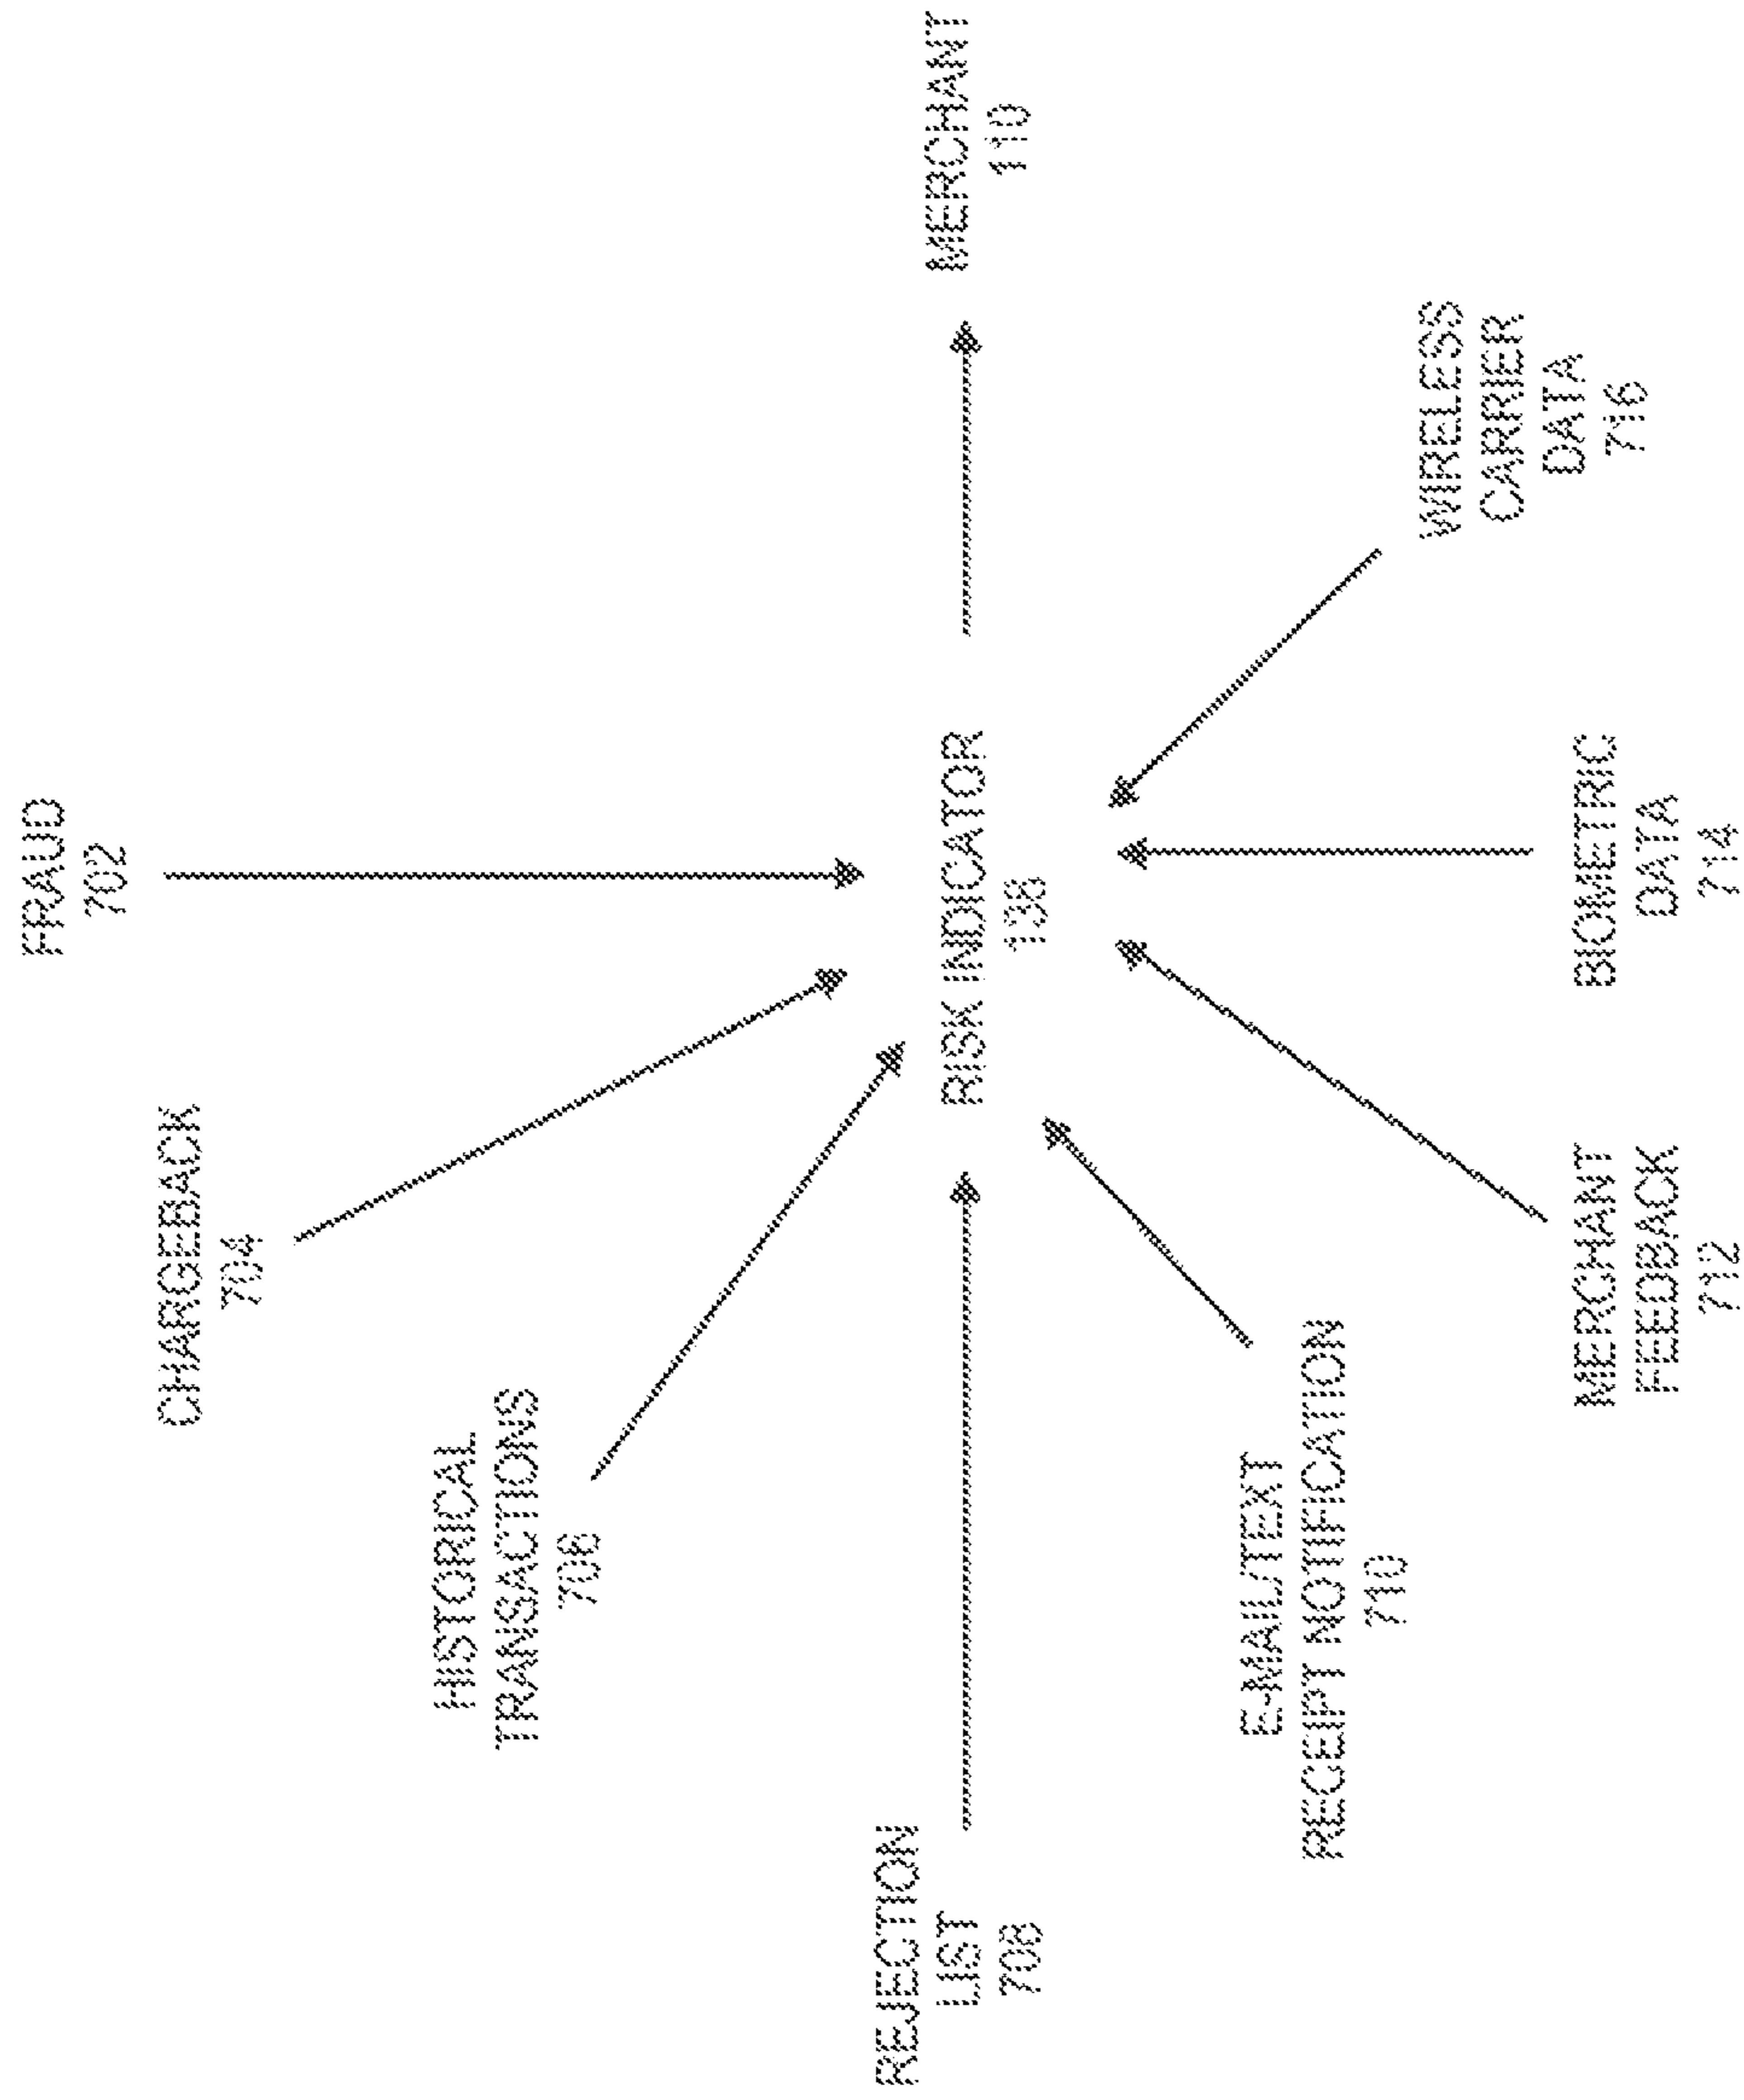 FRAUD
702
CHARGEBACK
704
HISTORICAL
TRANSACTIONS
706
REJECTION
LIST
708
RISK INDICATOR
138
MERCHANT
110
E-MAIL/TEXT
RECEIPT NOTIFICATION
710
MERCHANT
FEEDBACK
712
BIOMETRIC
DATA
714
WIRELESS
CARRIER
DATA
716